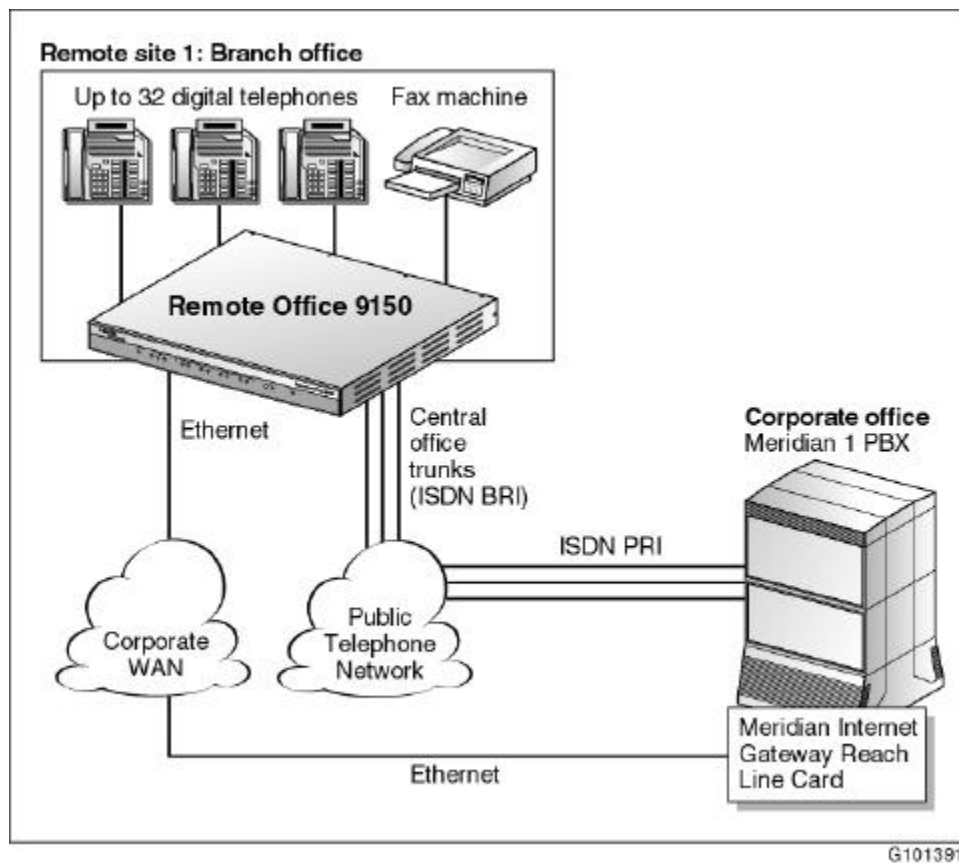 Remote site 1: Branch office
Up to 32 digital telephones
Fax machine
Remote Office 9150
Ethernet
Central
office
trunks
(ISDN BRI)
Corporate office
Meridian 1 PBX
ISDN PRI
Corporate
WAN
Public
Telephone
Network
Meridian Internet
Gateway Reach
Line Card
Ethernet
G101391